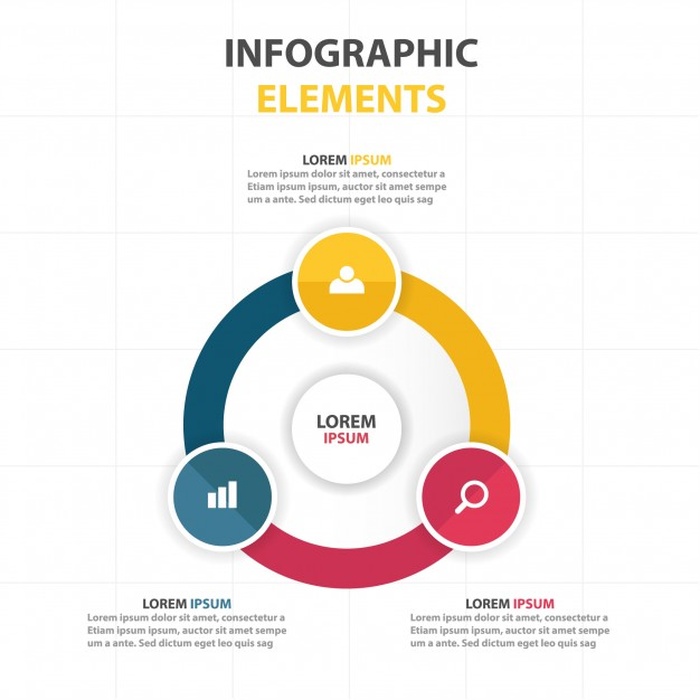 INFOGRAPHIC
ELEMENTS
LOREM IPSUM
Lorem ipsum dolor sit amet, consectetur a
Etiam ipsum ipsum, auctor sit amet sempe
um a ante. Sed dictum eget leo quis sag
LOREM
IPSUM
LOREM IPSUM
Lorem ipsum dolor sit amet, consectetur a
Etiam ipsum ipsum, auctor sit amet sempe
um a ante. Sed dictum eget leo quis sag
LOREM IPSUM
Lorem ipsum dolor sit amet, consectetur a
Etiam ipsum ipsum, auctor sit amet sempe
um a ante. Sed dictum eget leo quis sag